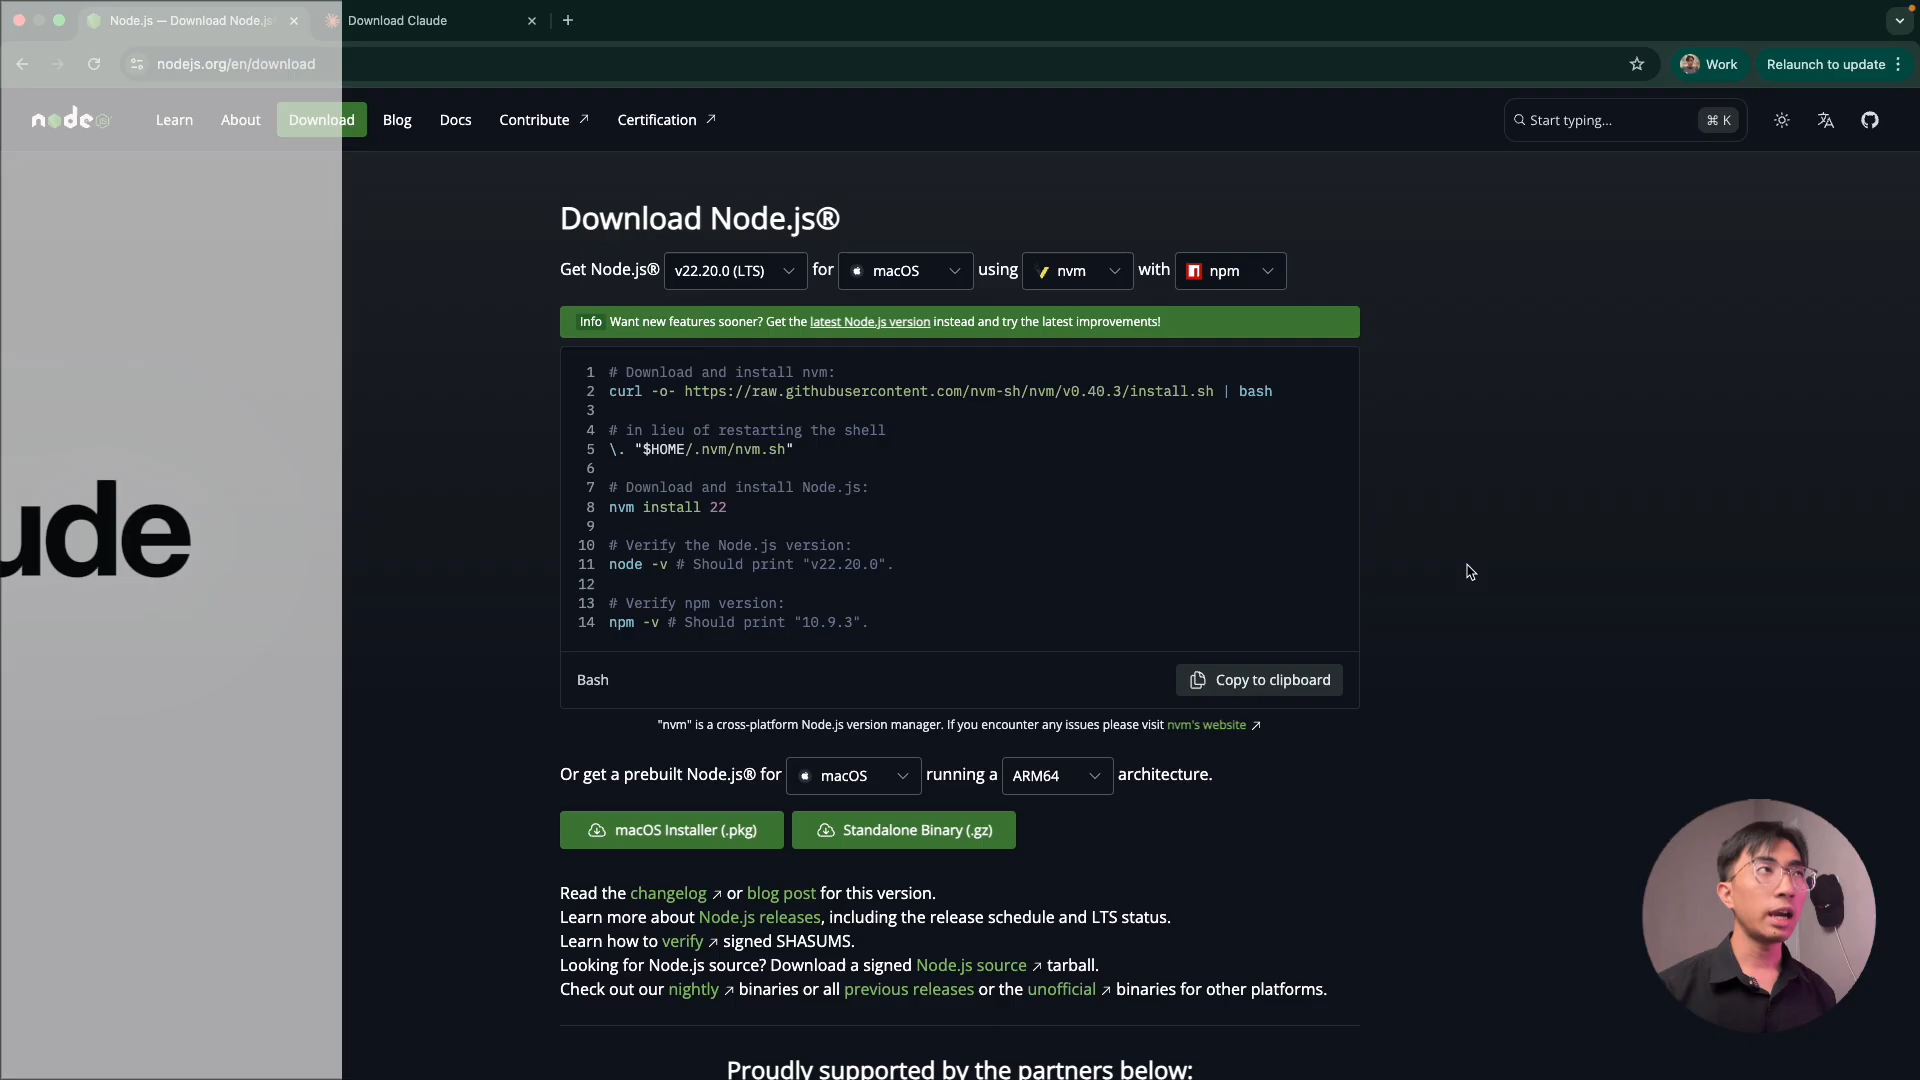 Node.js — Download Node.js
Download Claude
nodejs.org/en/download
Work
Relaunch to update
node
Learn
About
Download
Blog
Docs
Contribute
Certification
Start typing...
⌘ K
Download Node.js®
Get Node.js® v22.20.0 (LTS) for macOS using nvm with npm
Info Want new features sooner? Get the latest Node.js version instead and try the latest improvements!
1 # Download and install nvm:
2 curl -o- https://raw.githubusercontent.com/nvm-sh/nvm/v0.40.3/install.sh | bash
3
4 # in lieu of restarting the shell
5 \. "$HOME/.nvm/nvm.sh"
6
7 # Download and install Node.js:
8 nvm install 22
9
10 # Verify the Node.js version:
11 node -v # Should print "v22.20.0".
12
13 # Verify npm version:
14 npm -v # Should print "10.9.3".
ude
Bash
Copy to clipboard
"nvm" is a cross-platform Node.js version manager. If you encounter any issues please visit nvm's website
Or get a prebuilt Node.js® for macOS running a ARM64 architecture.
macOS Installer (.pkg)
Standalone Binary (.gz)
Read the changelog or blog post for this version.
Learn more about Node.js releases, including the release schedule and LTS status.
Learn how to verify signed SHASUMS.
Looking for Node.js source? Download a signed Node.js source tarball.
Check out our nightly binaries or all previous releases or the unofficial binaries for other platforms.
Proudly supported by the partners below: